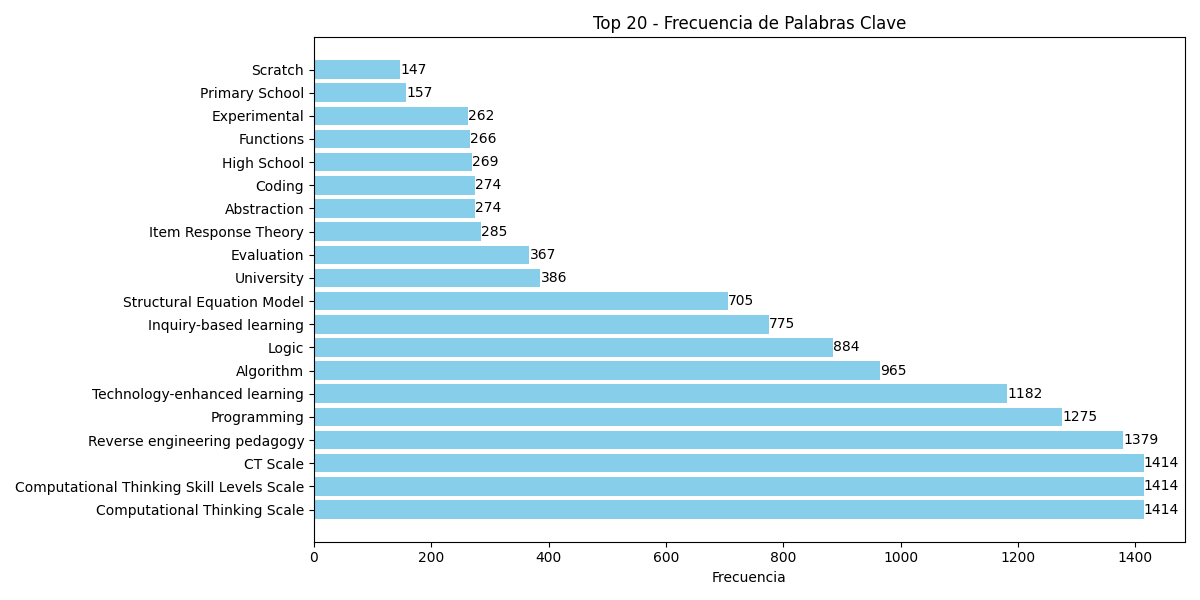 Top 20 - Frecuencia de Palabras Clave
Scratch 147
Primary School 157
Experimental 262
Functions 266
High School 269
Coding 274
Abstraction 274
Item Response Theory 285
Evaluation 367
University 386
Structural Equation Model 705
Inquiry-based learning 775
Logic 884
Algorithm 965
Technology-enhanced learning 1182
Programming 1275
Reverse engineering pedagogy 1379
CT Scale 1414
Computational Thinking Skill Levels Scale 1414
Computational Thinking Scale 1414
0 200 400 600 800 1000 1200 1400
Frecuencia